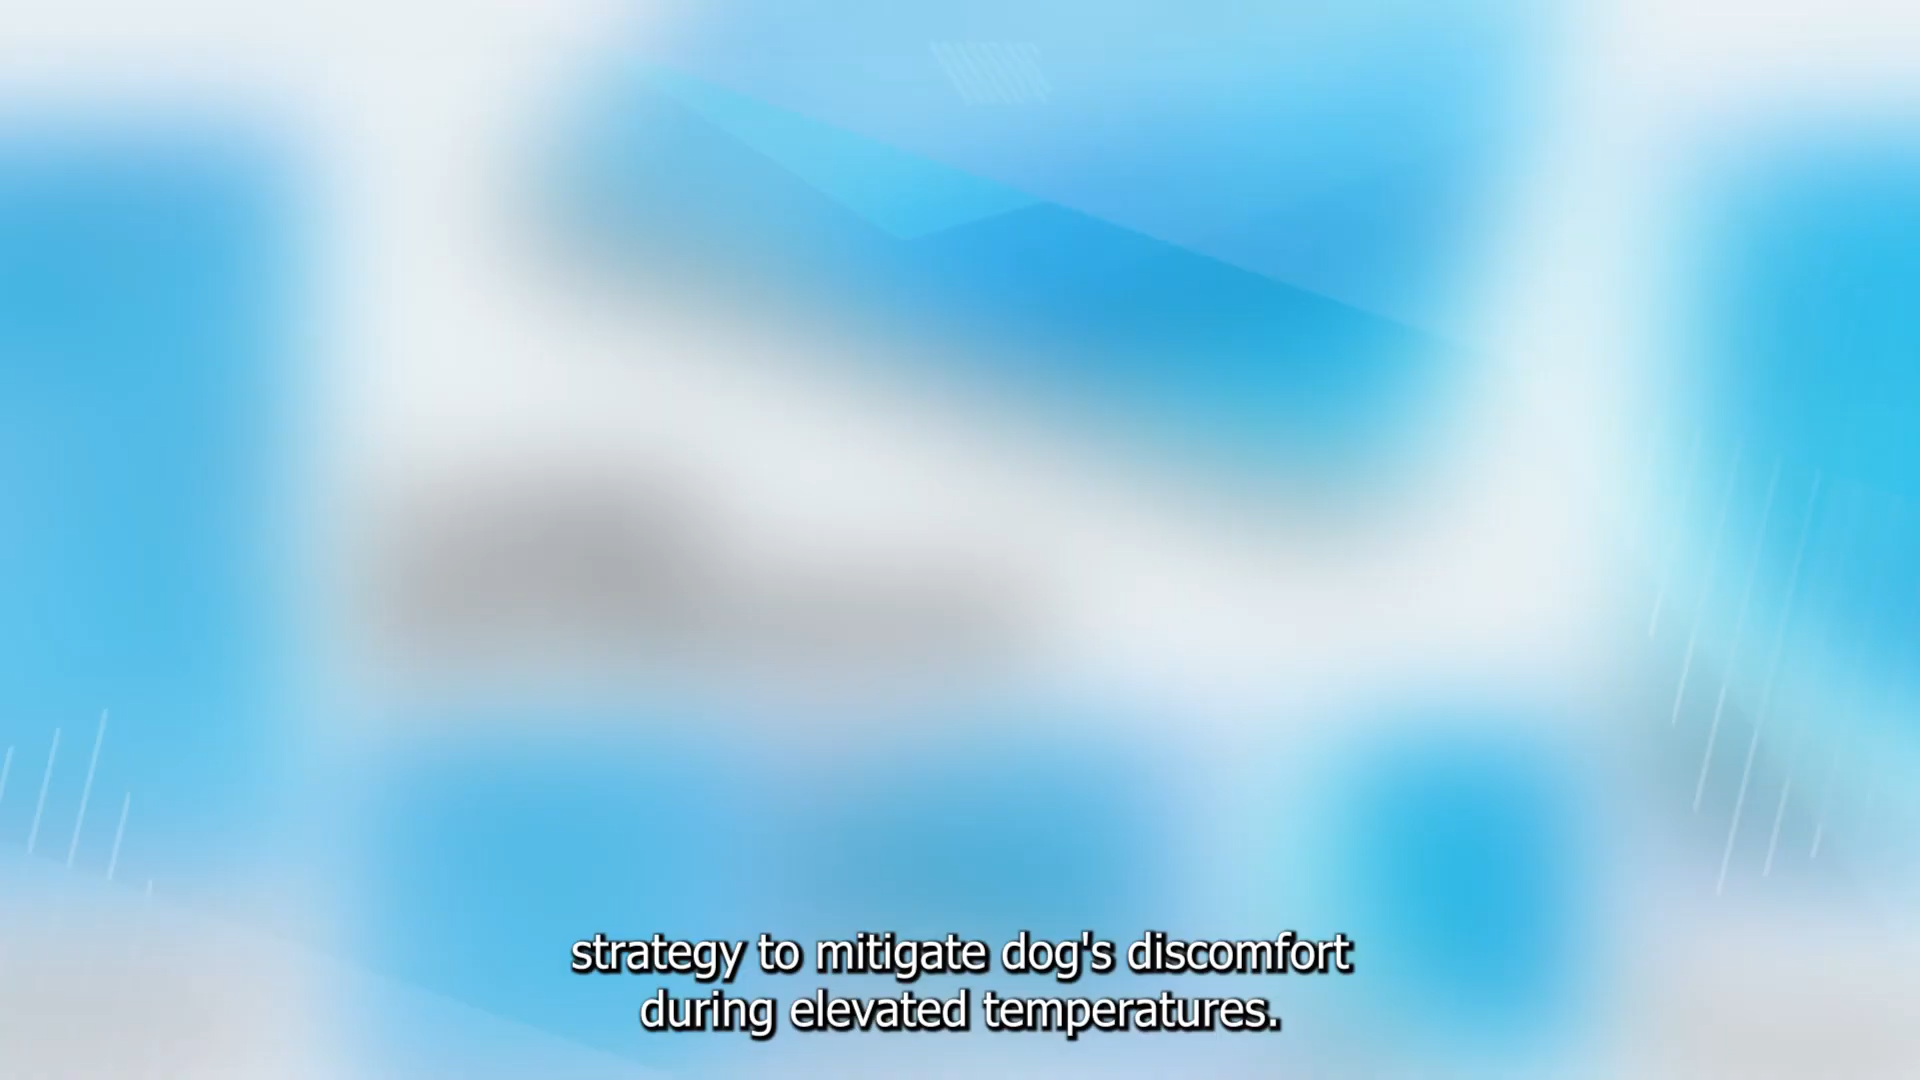 strategy to mitigate dog's discomfort
during elevated temperatures.